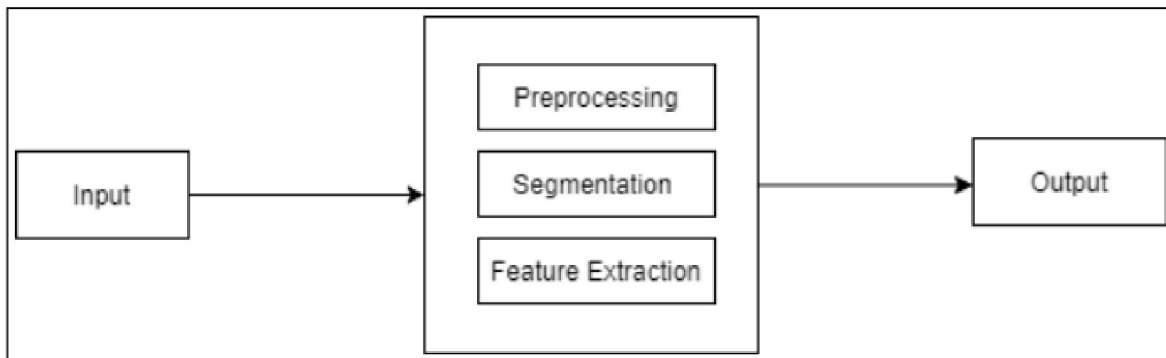 Input
Preprocessing
Segmentation
Feature Extraction
Output